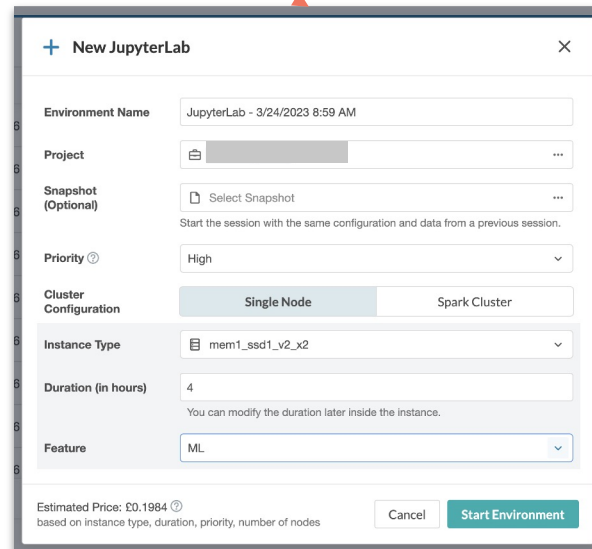 + New JupyterLab
Environment Name
JupyterLab - 3/24/2023 8:59 AM
Project
Snapshot
(Optional)
Select Snapshot
Start the session with the same configuration and data from a previous session.
Priority
High
Cluster
Configuration
Single Node
Spark Cluster
Instance Type
mem1_ssd1_v2_x2
Duration (in hours)
4
You can modify the duration later inside the instance.
Feature
ML
Estimated Price: £0.1984
based on instance type, duration, priority, number of nodes
Cancel
Start Environment